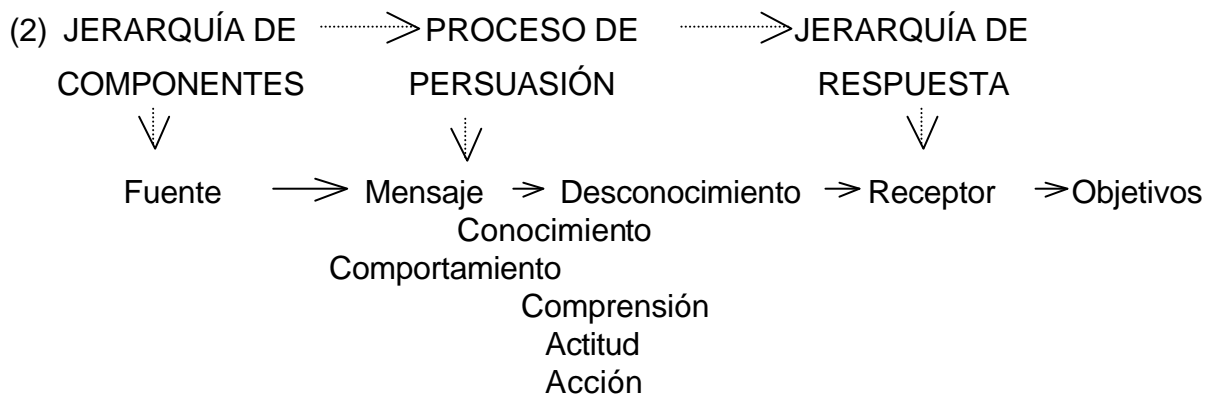 (2) JERARQUÍA DE PROCESO DE JERARQUÍA DE
COMPONENTES PERSUASIÓN RESPUESTA
Fuente Mensaje Desconocimiento Receptor Objetivos
Conocimiento
Comportamiento
Comprensión
Actitud
Acción